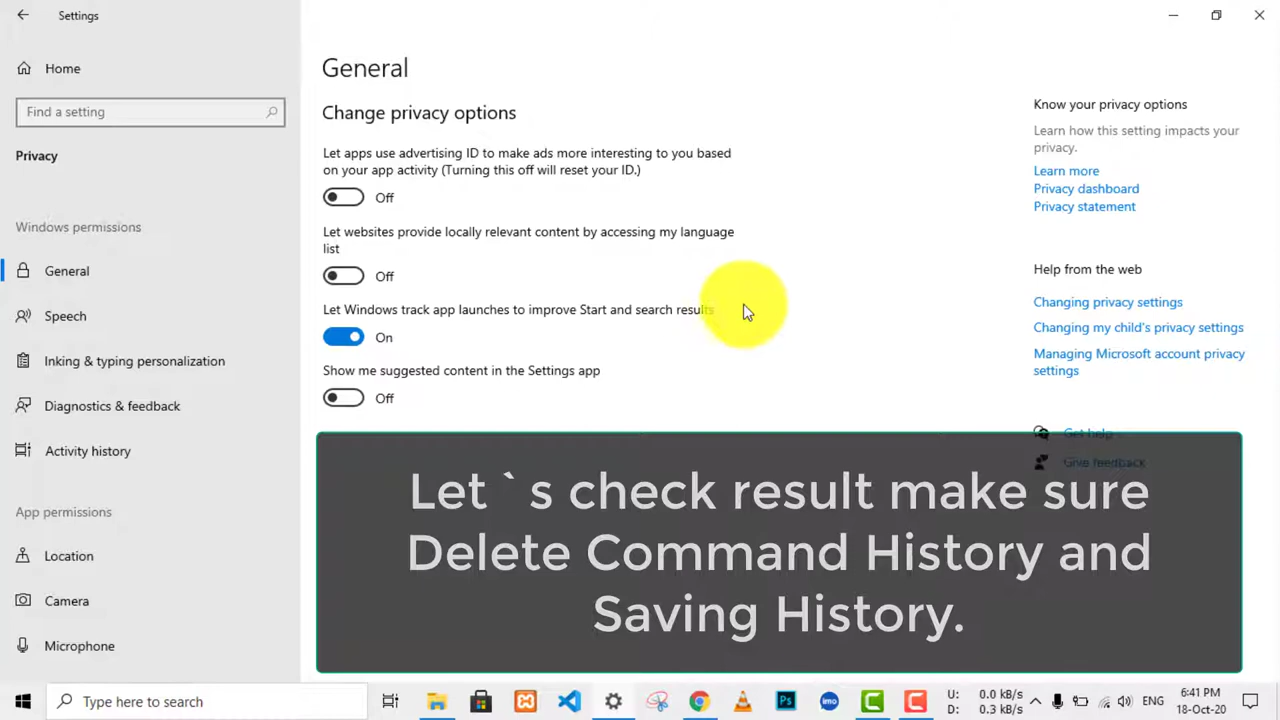 Settings
Home
Find a setting
Privacy
Windows permissions
General
Speech
Inking & typing personalization
Diagnostics & feedback
Activity history
App permissions
Location
Camera
Microphone
General
Change privacy options
Let apps use advertising ID to make ads more interesting to you based
on your app activity (Turning this off will reset your ID.)
Off
Let websites provide locally relevant content by accessing my language
list
Off
Let Windows track app launches to improve Start and search results
On
Show me suggested content in the Settings app
Off
Know your privacy options
Learn how this setting impacts your
privacy.
Learn more
Privacy dashboard
Privacy statement
Help from the web
Changing privacy settings
Changing my child's privacy settings
Managing Microsoft account privacy
settings
Get help
Give feedback
Let`s check result make sure
Delete Command History and
Saving History.
Type here to search
Ps
imo
U: 0.0 kB/s
D: 0.3 kB/s
ENG
6:41 PM
18-Oct-20